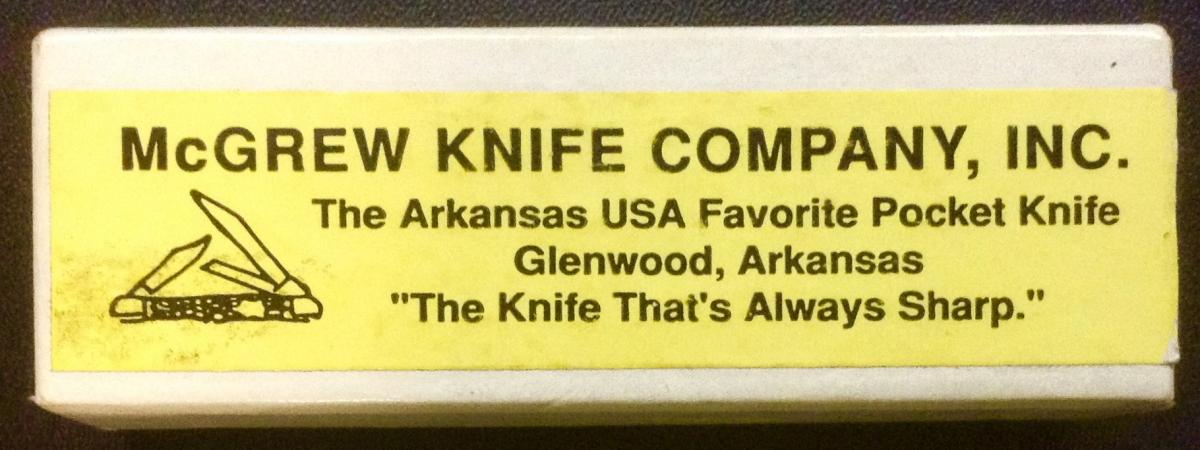 McGREW KNIFE COMPANY, INC.
The Arkansas USA Favorite Pocket Knife
Glenwood, Arkansas
"The Knife That's Always Sharp."